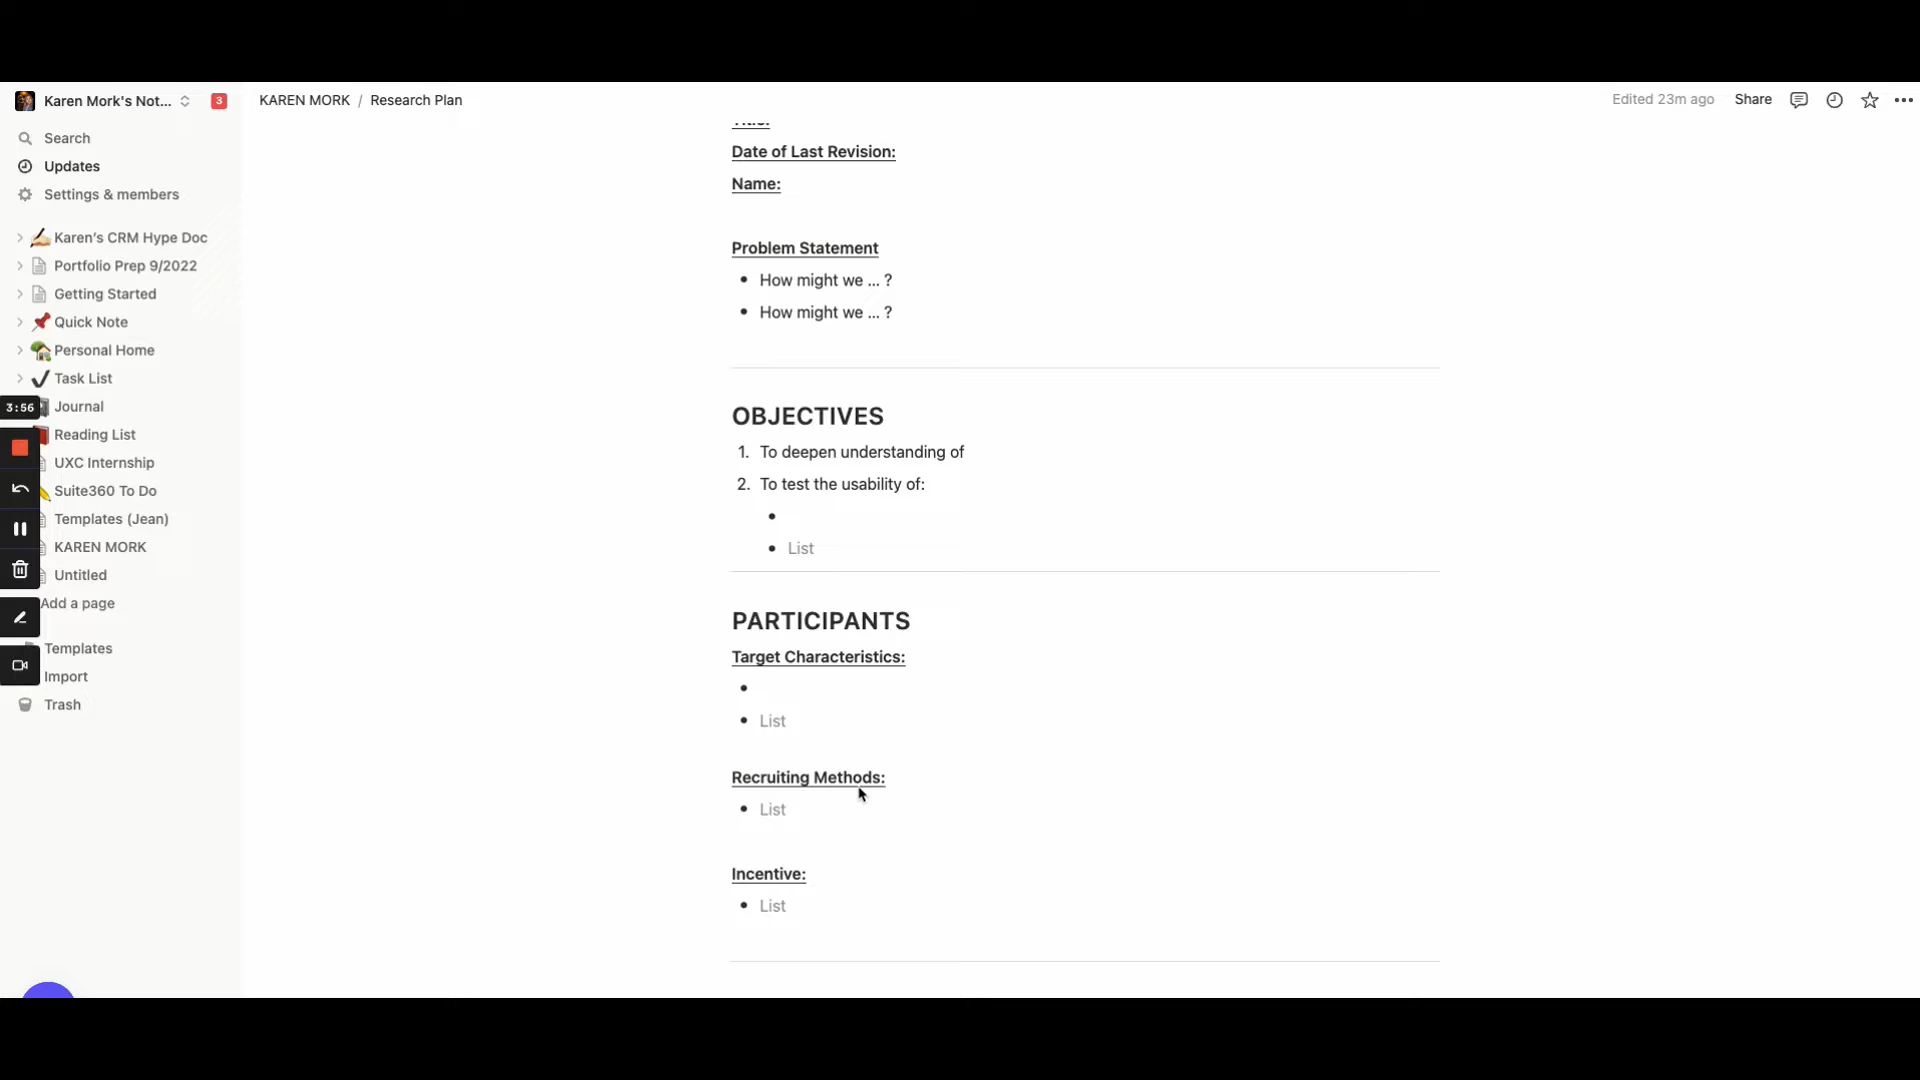 Karen Mork's Not...
3
KAREN MORK / Research Plan
Edited 23m ago
Share
Search
Updates
Settings & members
Karen's CRM Hype Doc
Portfolio Prep 9/2022
Getting Started
Quick Note
Personal Home
Task List
3:56
Journal
Reading List
UXC Internship
Suite360 To Do
Templates (Jean)
KAREN MORK
Untitled
Add a page
Templates
Import
Trash
Date of Last Revision:
Name:
Problem Statement
• How might we ... ?
• How might we ... ?
OBJECTIVES
1. To deepen understanding of
2. To test the usability of:
•
• List
PARTICIPANTS
Target Characteristics:
•
• List
Recruiting Methods:
• List
Incentive:
• List